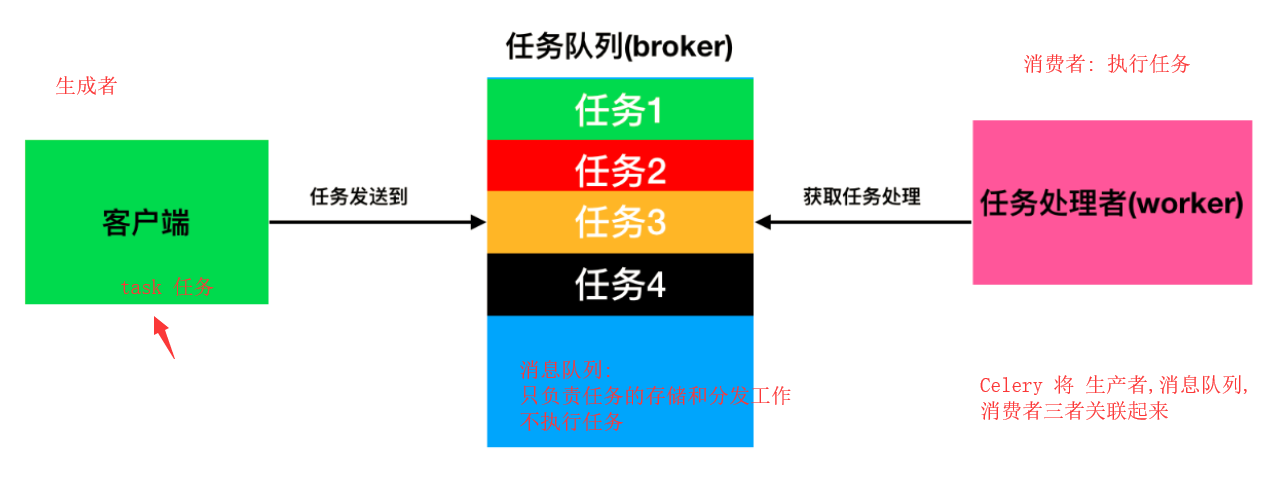 任务队列(broker)
生成者
消费者: 执行任务
任务1
任务2
任务3
任务4
客户端
task 任务
任务发送到
获取任务处理
任务处理者(worker)
消息队列:
只负责任务的存储和分发工作
不执行任务
Celery 将 生产者,消息队列,
消费者三者关联起来